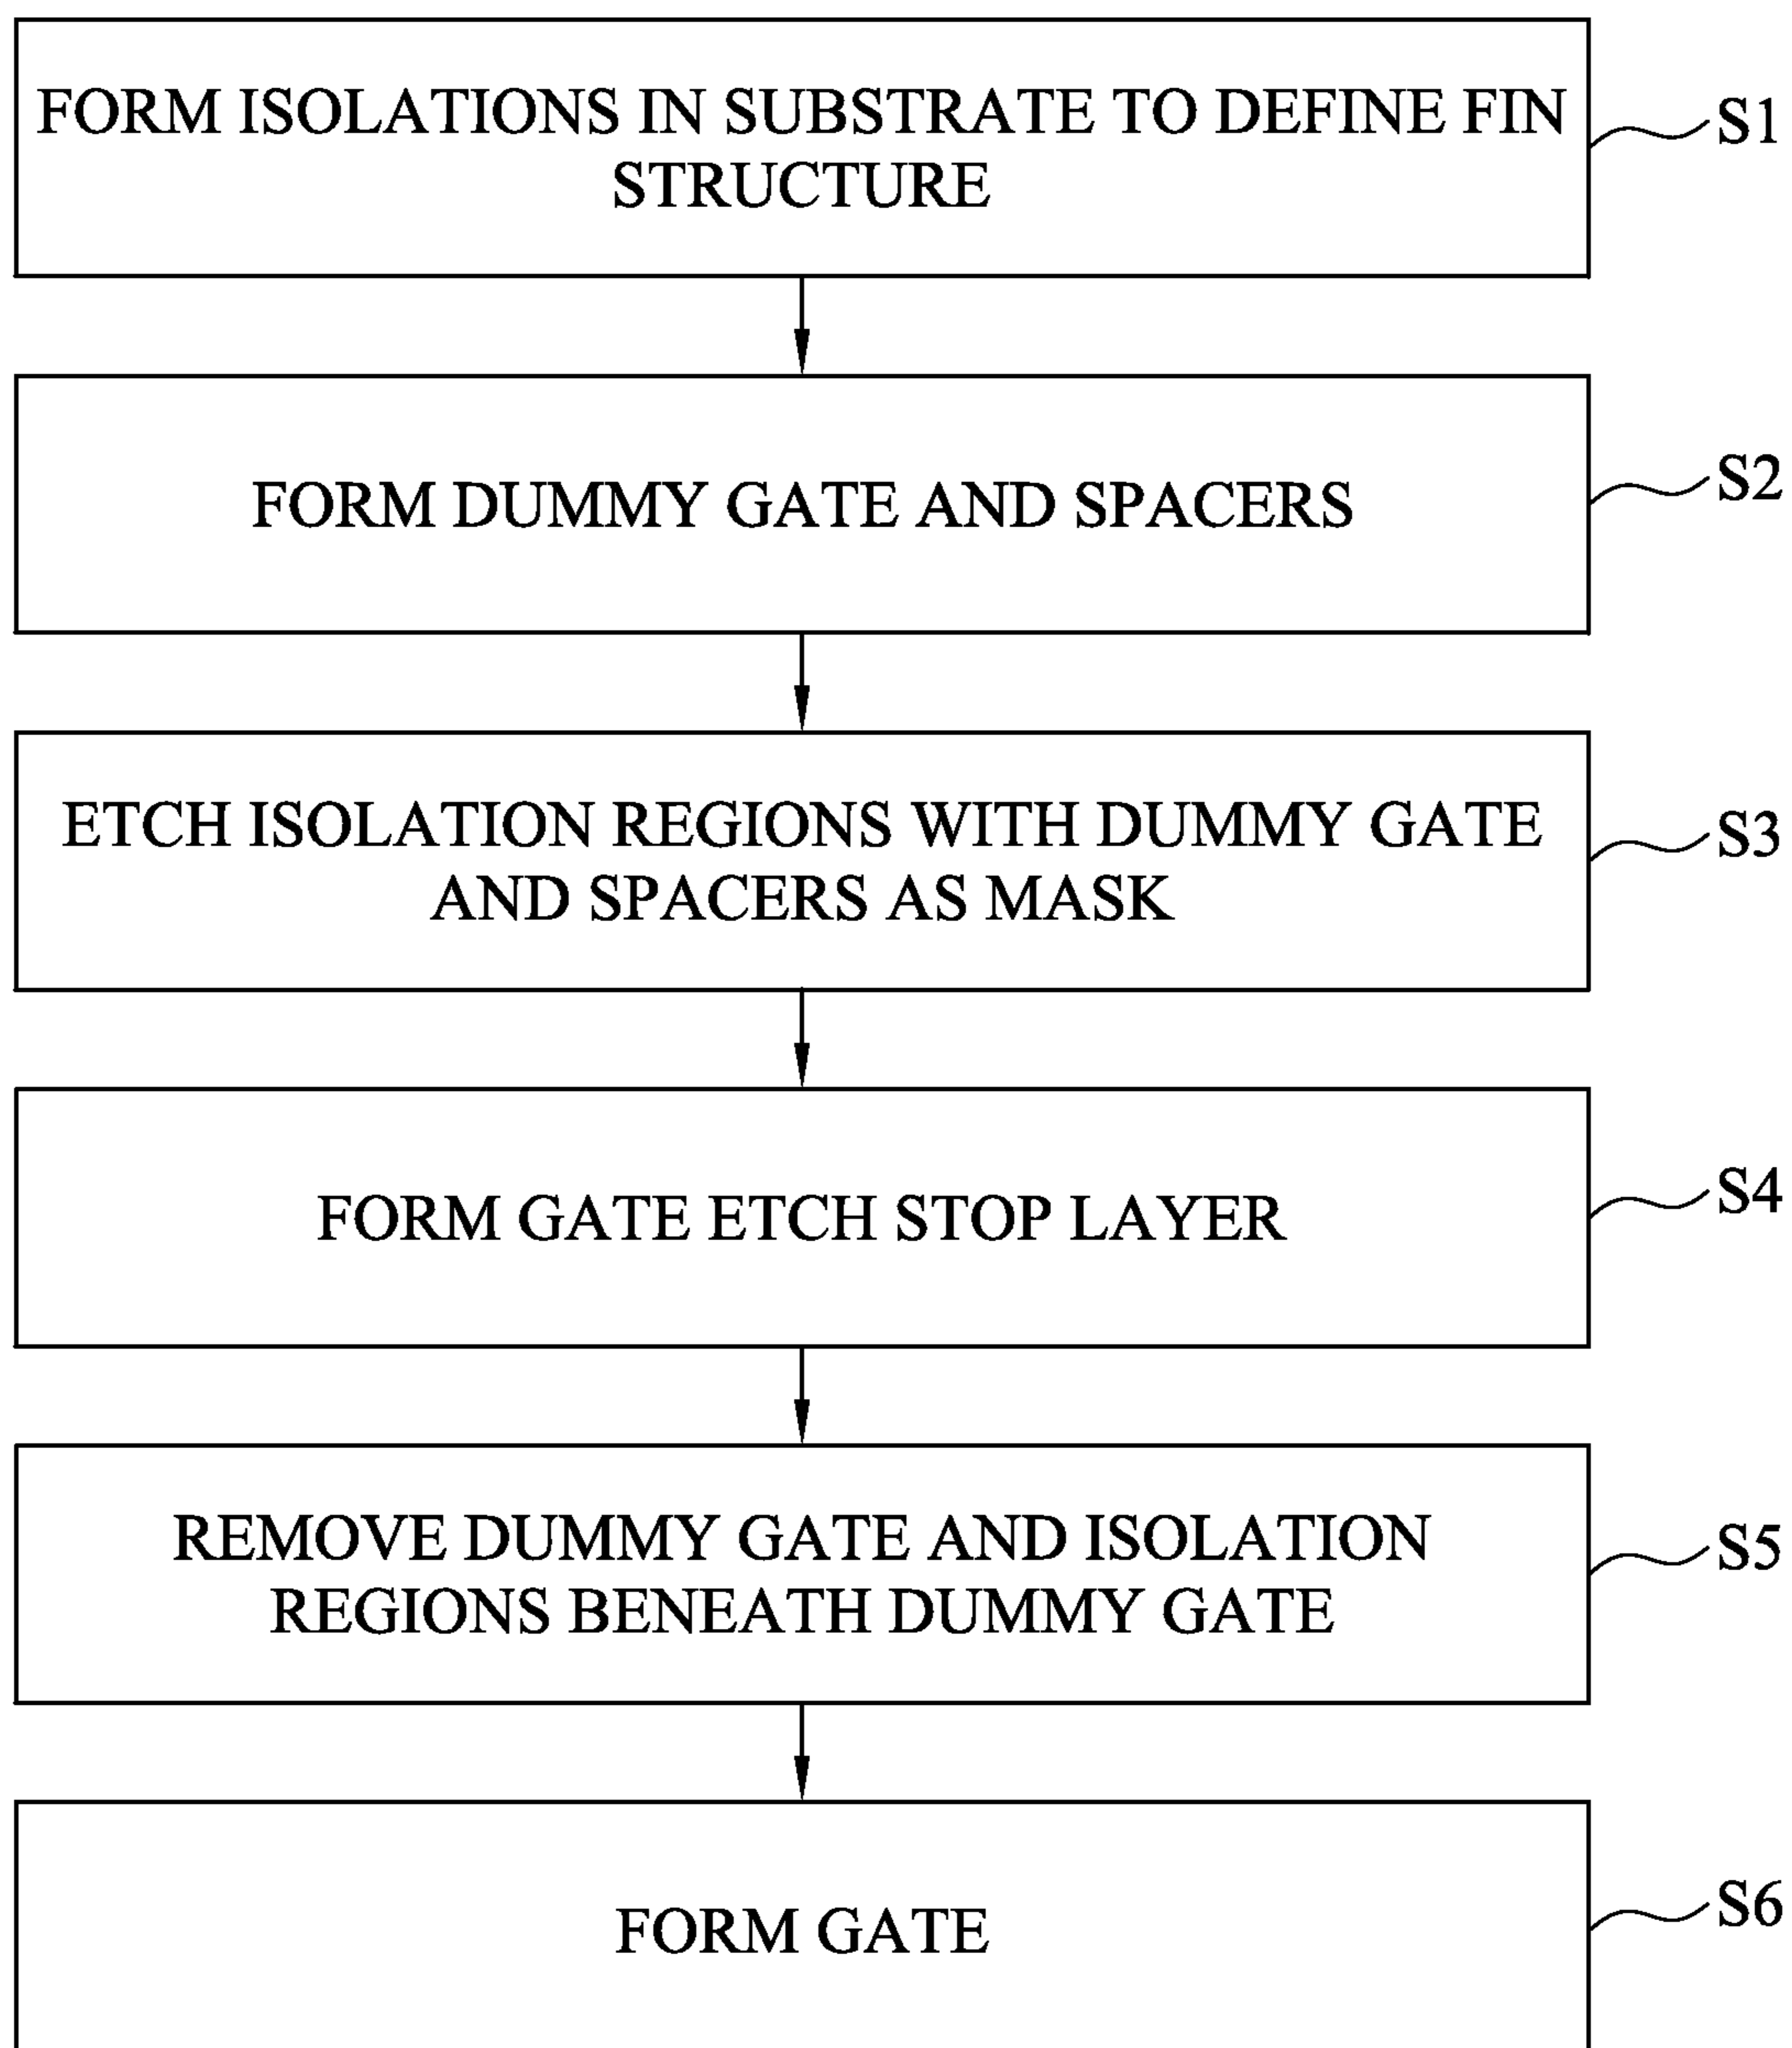 FORM ISOLATIONS IN SUBSTRATE TO DEFINE FIN
STRUCTURE
S1
FORM DUMMY GATE AND SPACERS
S2
ETCH ISOLATION REGIONS WITH DUMMY GATE
AND SPACERS AS MASK
S3
FORM GATE ETCH STOP LAYER
S4
REMOVE DUMMY GATE AND ISOLATION
REGIONS BENEATH DUMMY GATE
S5
FORM GATE
S6